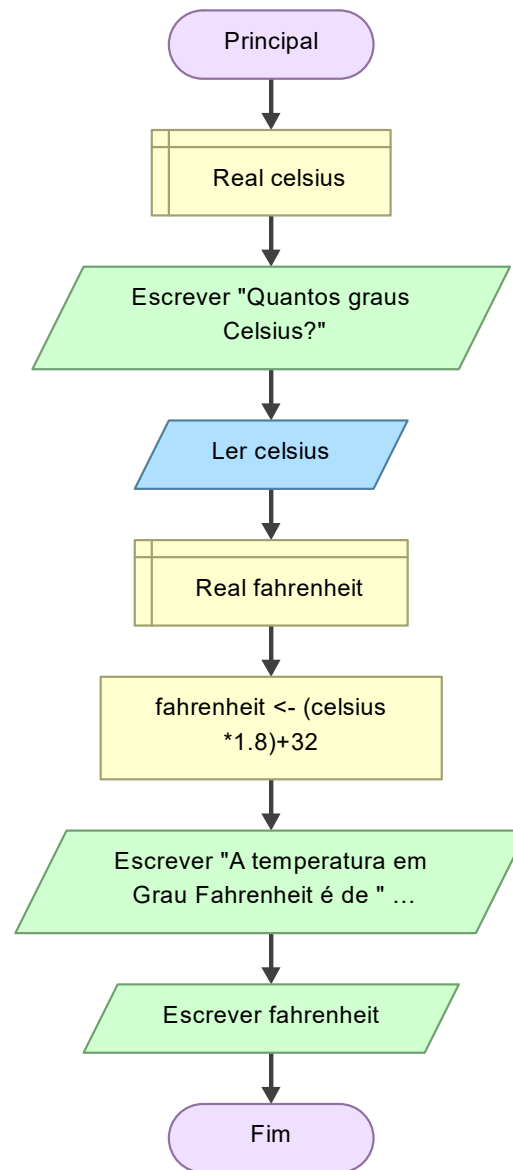 Principal
Real celsius
Escrever "Quantos graus
Celsius?"
Ler celsius
Real fahrenheit
fahrenheit <- (celsius
*1.8)+32
Escrever "A temperatura em
Grau Fahrenheit é de " …
Escrever fahrenheit
Fim